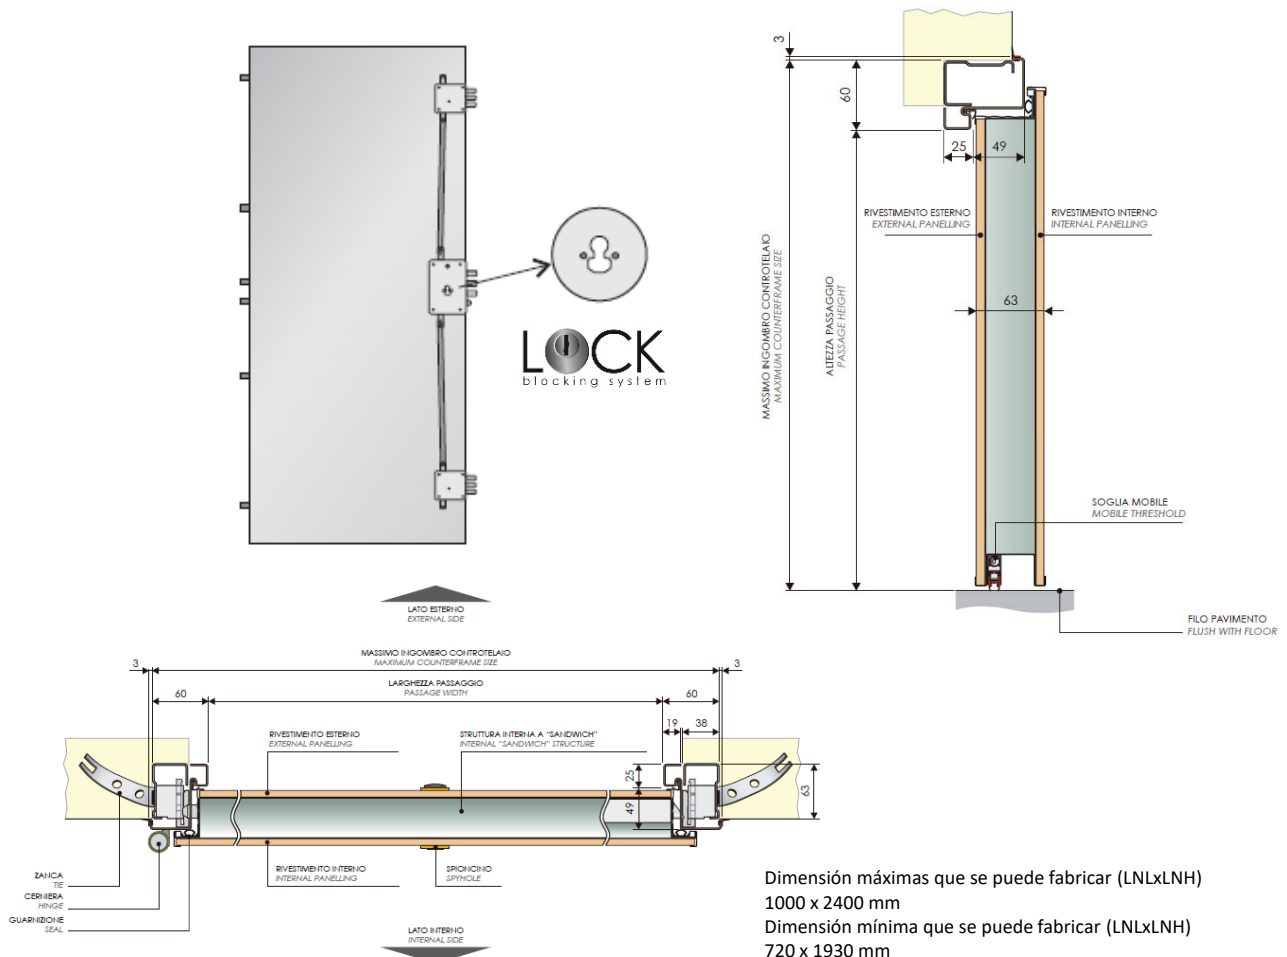 LOCK
blocking system
LATO ESTERNO
EXTERNAL SIDE
3
60
25
49
MASSIMO INGOMBRO CONTROTELAIO
MAXIMUM COUNTERFRAME SIZE
ALTEZZA PASSAGGIO
PASSAGE HEIGHT
RIVESTIMENTO ESTERNO
EXTERNAL PANELLING
RIVESTIMENTO INTERNO
INTERNAL PANELLING
63
SOGLIA MOBILE
MOBILE THRESHOLD
FILO PAVIMENTO
FLUSH WITH FLOOR
MASSIMO INGOMBRO CONTROTELAIO
MAXIMUM COUNTERFRAME SIZE
3
3
LARGHEZZA PASSAGGIO
PASSAGE WIDTH
60
60
19
38
RIVESTIMENTO ESTERNO
EXTERNAL PANELLING
STRUTTURA INTERNA A "SANDWICH"
INTERNAL "SANDWICH" STRUCTURE
25
49
63
ZANCA
TIE
CERNIERA
HINGE
GUARNIZIONE
SEAL
RIVESTIMENTO INTERNO
INTERNAL PANELLING
SPIONCINO
SPYHOLE
LATO INTERNO
INTERNAL SIDE
Dimensión máximas que se puede fabricar (LNLxLNH)
1000 x 2400 mm
Dimensión mínima que se puede fabricar (LNLxLNH)
720 x 1930 mm